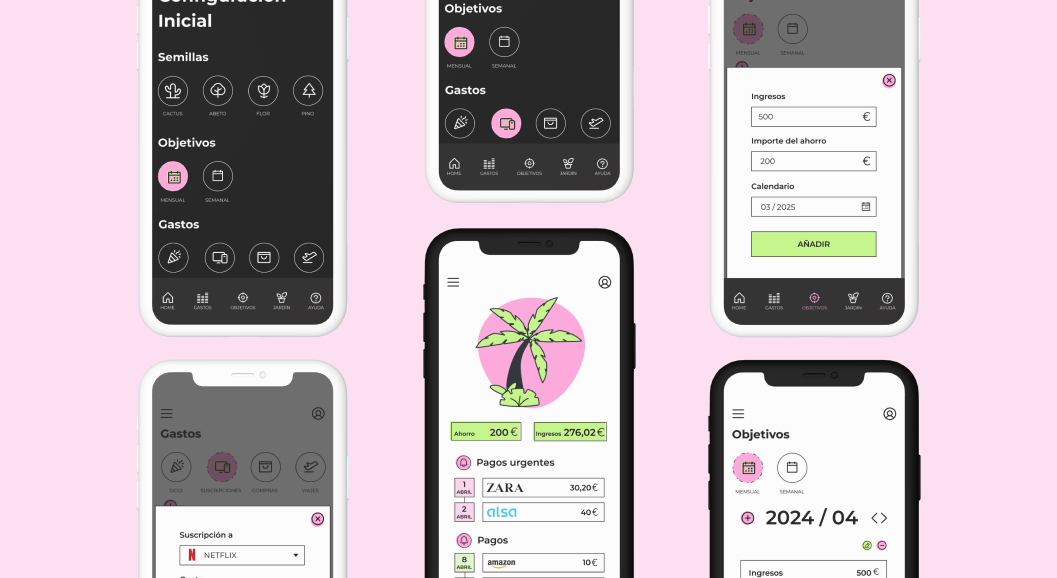 Configuración
Inicial
Semillas
CACTUS ABETO FLOR PINO
Objetivos
MENSUAL SEMANAL
Gastos
HOME GASTOS OBJETIVOS JARDÍN AYUDA
Gastos
OCIO SUSCRIPCIONES COMPRAS VIAJES
Suscripción a
NETFLIX
Objetivos
MENSUAL SEMANAL
Gastos
HOME GASTOS OBJETIVOS JARDÍN AYUDA
Ahorro 200 € Ingresos 276,02 €
Pagos urgentes
1 ABRIL ZARA 30,20€
2 ABRIL alsa 40€
Pagos
8 ABRIL amazon 10€
MENSUAL SEMANAL
Ingresos
500 €
Importe del ahorro
200 €
Calendario
03 / 2025
AÑADIR
HOME GASTOS OBJETIVOS JARDÍN AYUDA
Objetivos
MENSUAL SEMANAL
2024 / 04
Ingresos 500 €